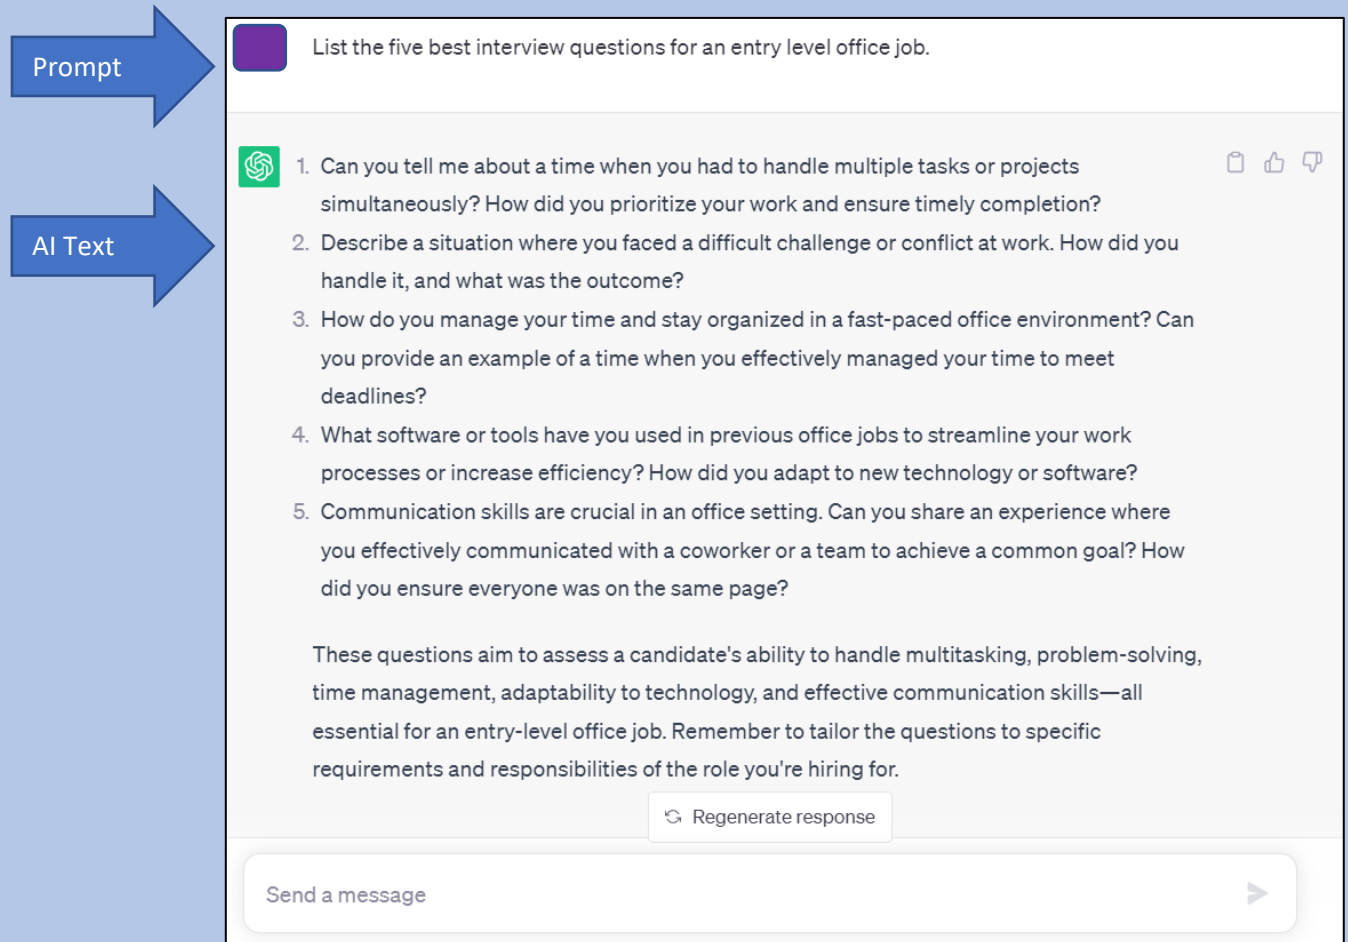 Prompt
List the five best interview questions for an entry level office job.
AI Text
1. Can you tell me about a time when you had to handle multiple tasks or projects
simultaneously? How did you prioritize your work and ensure timely completion?
2. Describe a situation where you faced a difficult challenge or conflict at work. How did you
handle it, and what was the outcome?
3. How do you manage your time and stay organized in a fast-paced office environment? Can
you provide an example of a time when you effectively managed your time to meet
deadlines?
4. What software or tools have you used in previous office jobs to streamline your work
processes or increase efficiency? How did you adapt to new technology or software?
5. Communication skills are crucial in an office setting. Can you share an experience where
you effectively communicated with a coworker or a team to achieve a common goal? How
did you ensure everyone was on the same page?
These questions aim to assess a candidate's ability to handle multitasking, problem-solving,
time management, adaptability to technology, and effective communication skills—all
essential for an entry-level office job. Remember to tailor the questions to specific
requirements and responsibilities of the role you're hiring for.
Regenerate response
Send a message